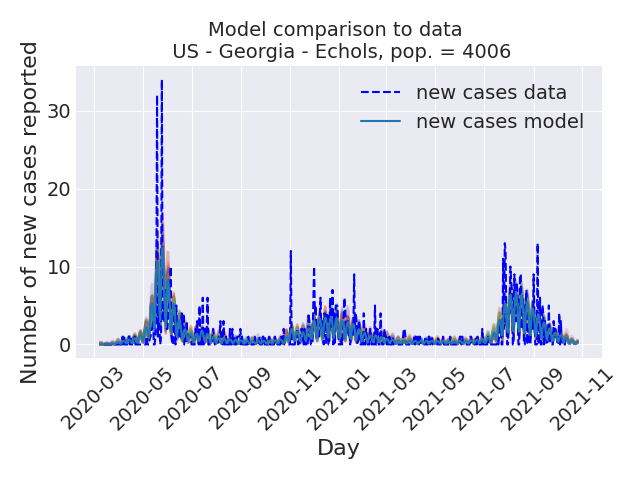 Model comparison to data
US - Georgia - Echols, pop. = 4006
Number of new cases reported
30
20
10
0
new cases data
new cases model
2020-03
2020-05
2020-07
2020-09
2020-11
2021-01
2021-03
2021-05
2021-07
2021-09
2021-11
Day